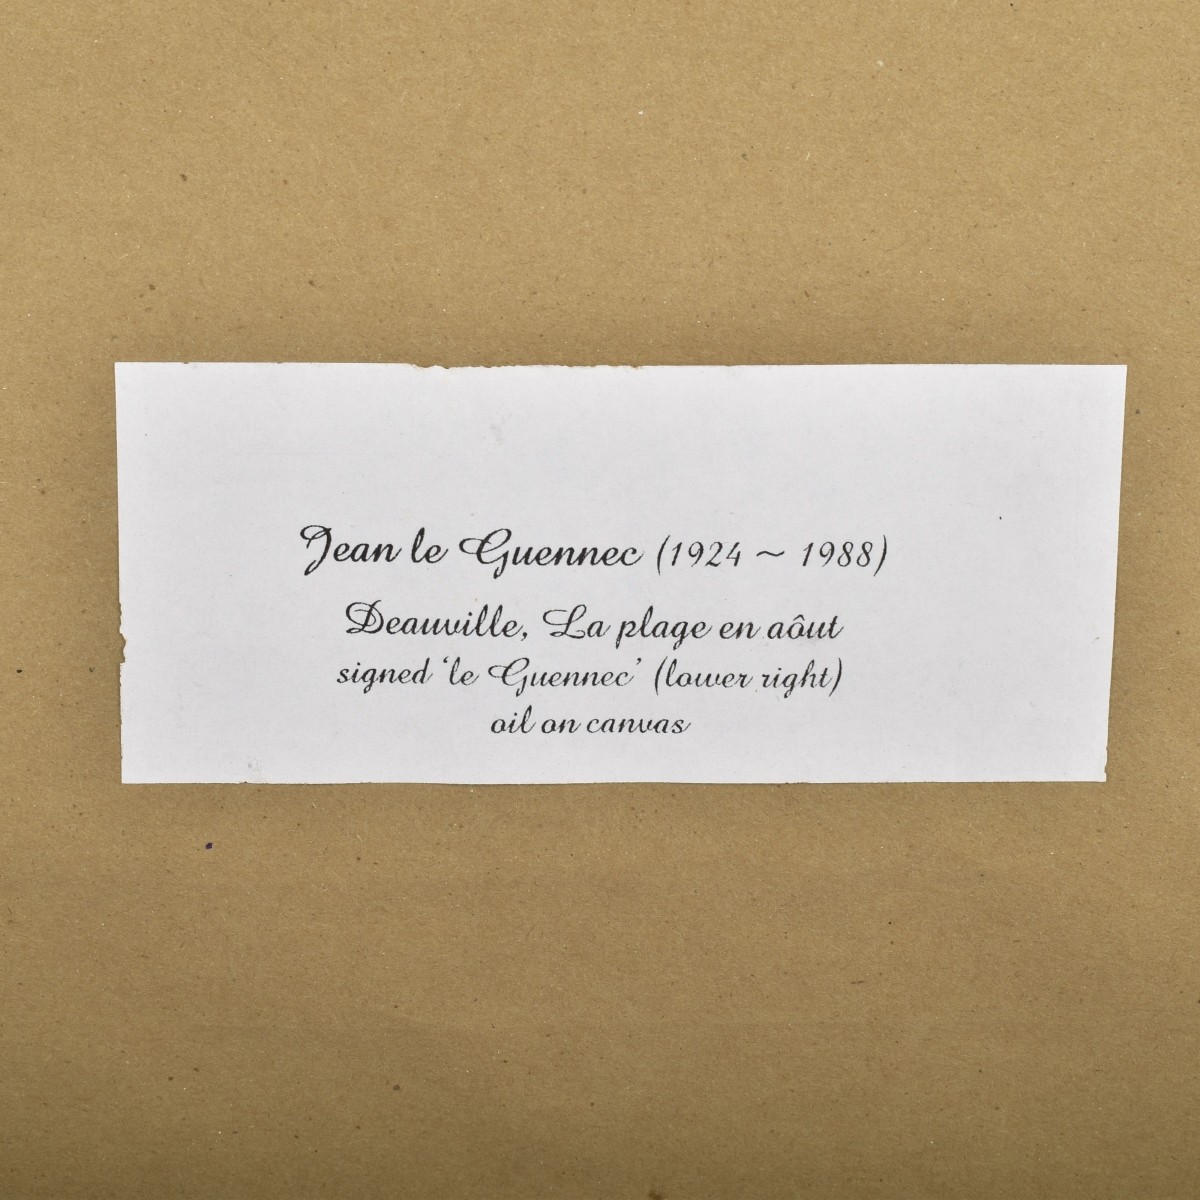 Jean le Guennec (1924 ~ 1988)
Deauville, La plage en aôut
signed ‘le Guennec’ (lower right)
oil on canvas